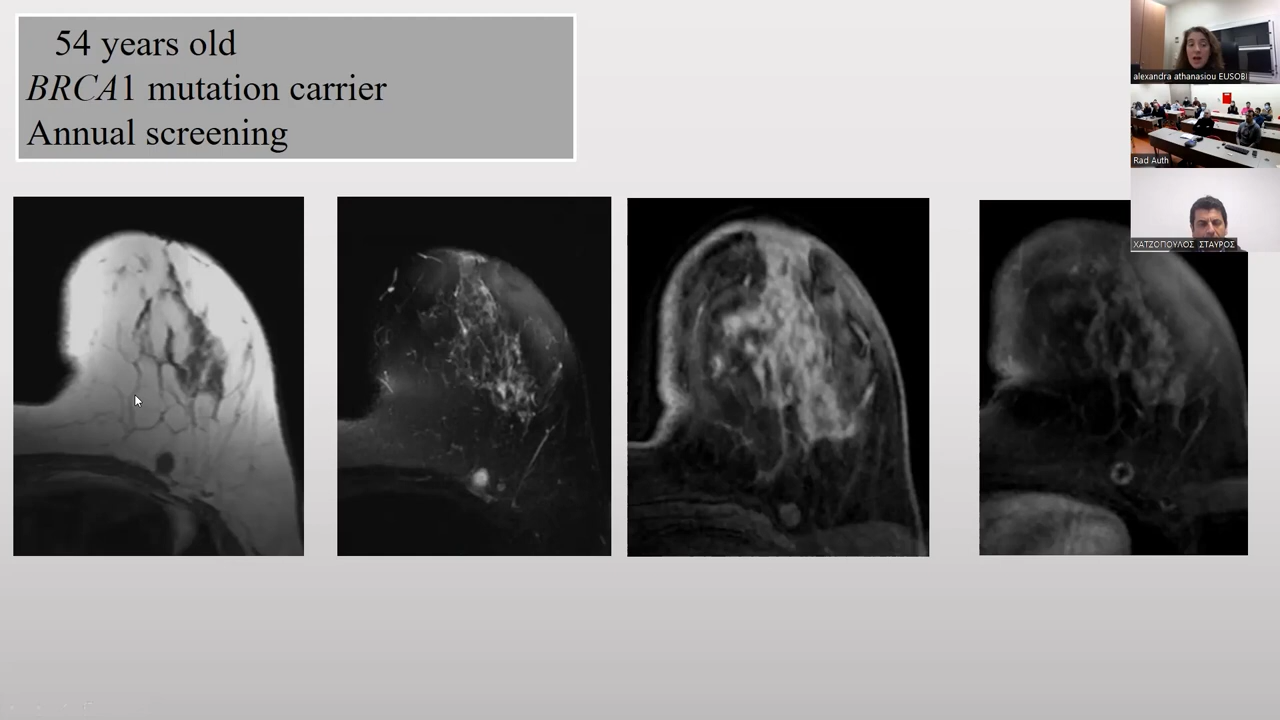 54 years old
BRCA1 mutation carrier
Annual screening
alexandra athanasiou EUSOBI
Rad Auth
ΧΑΤΖΟΠΟΥΛΟΣ ΣΤΑΥΡΟΣ